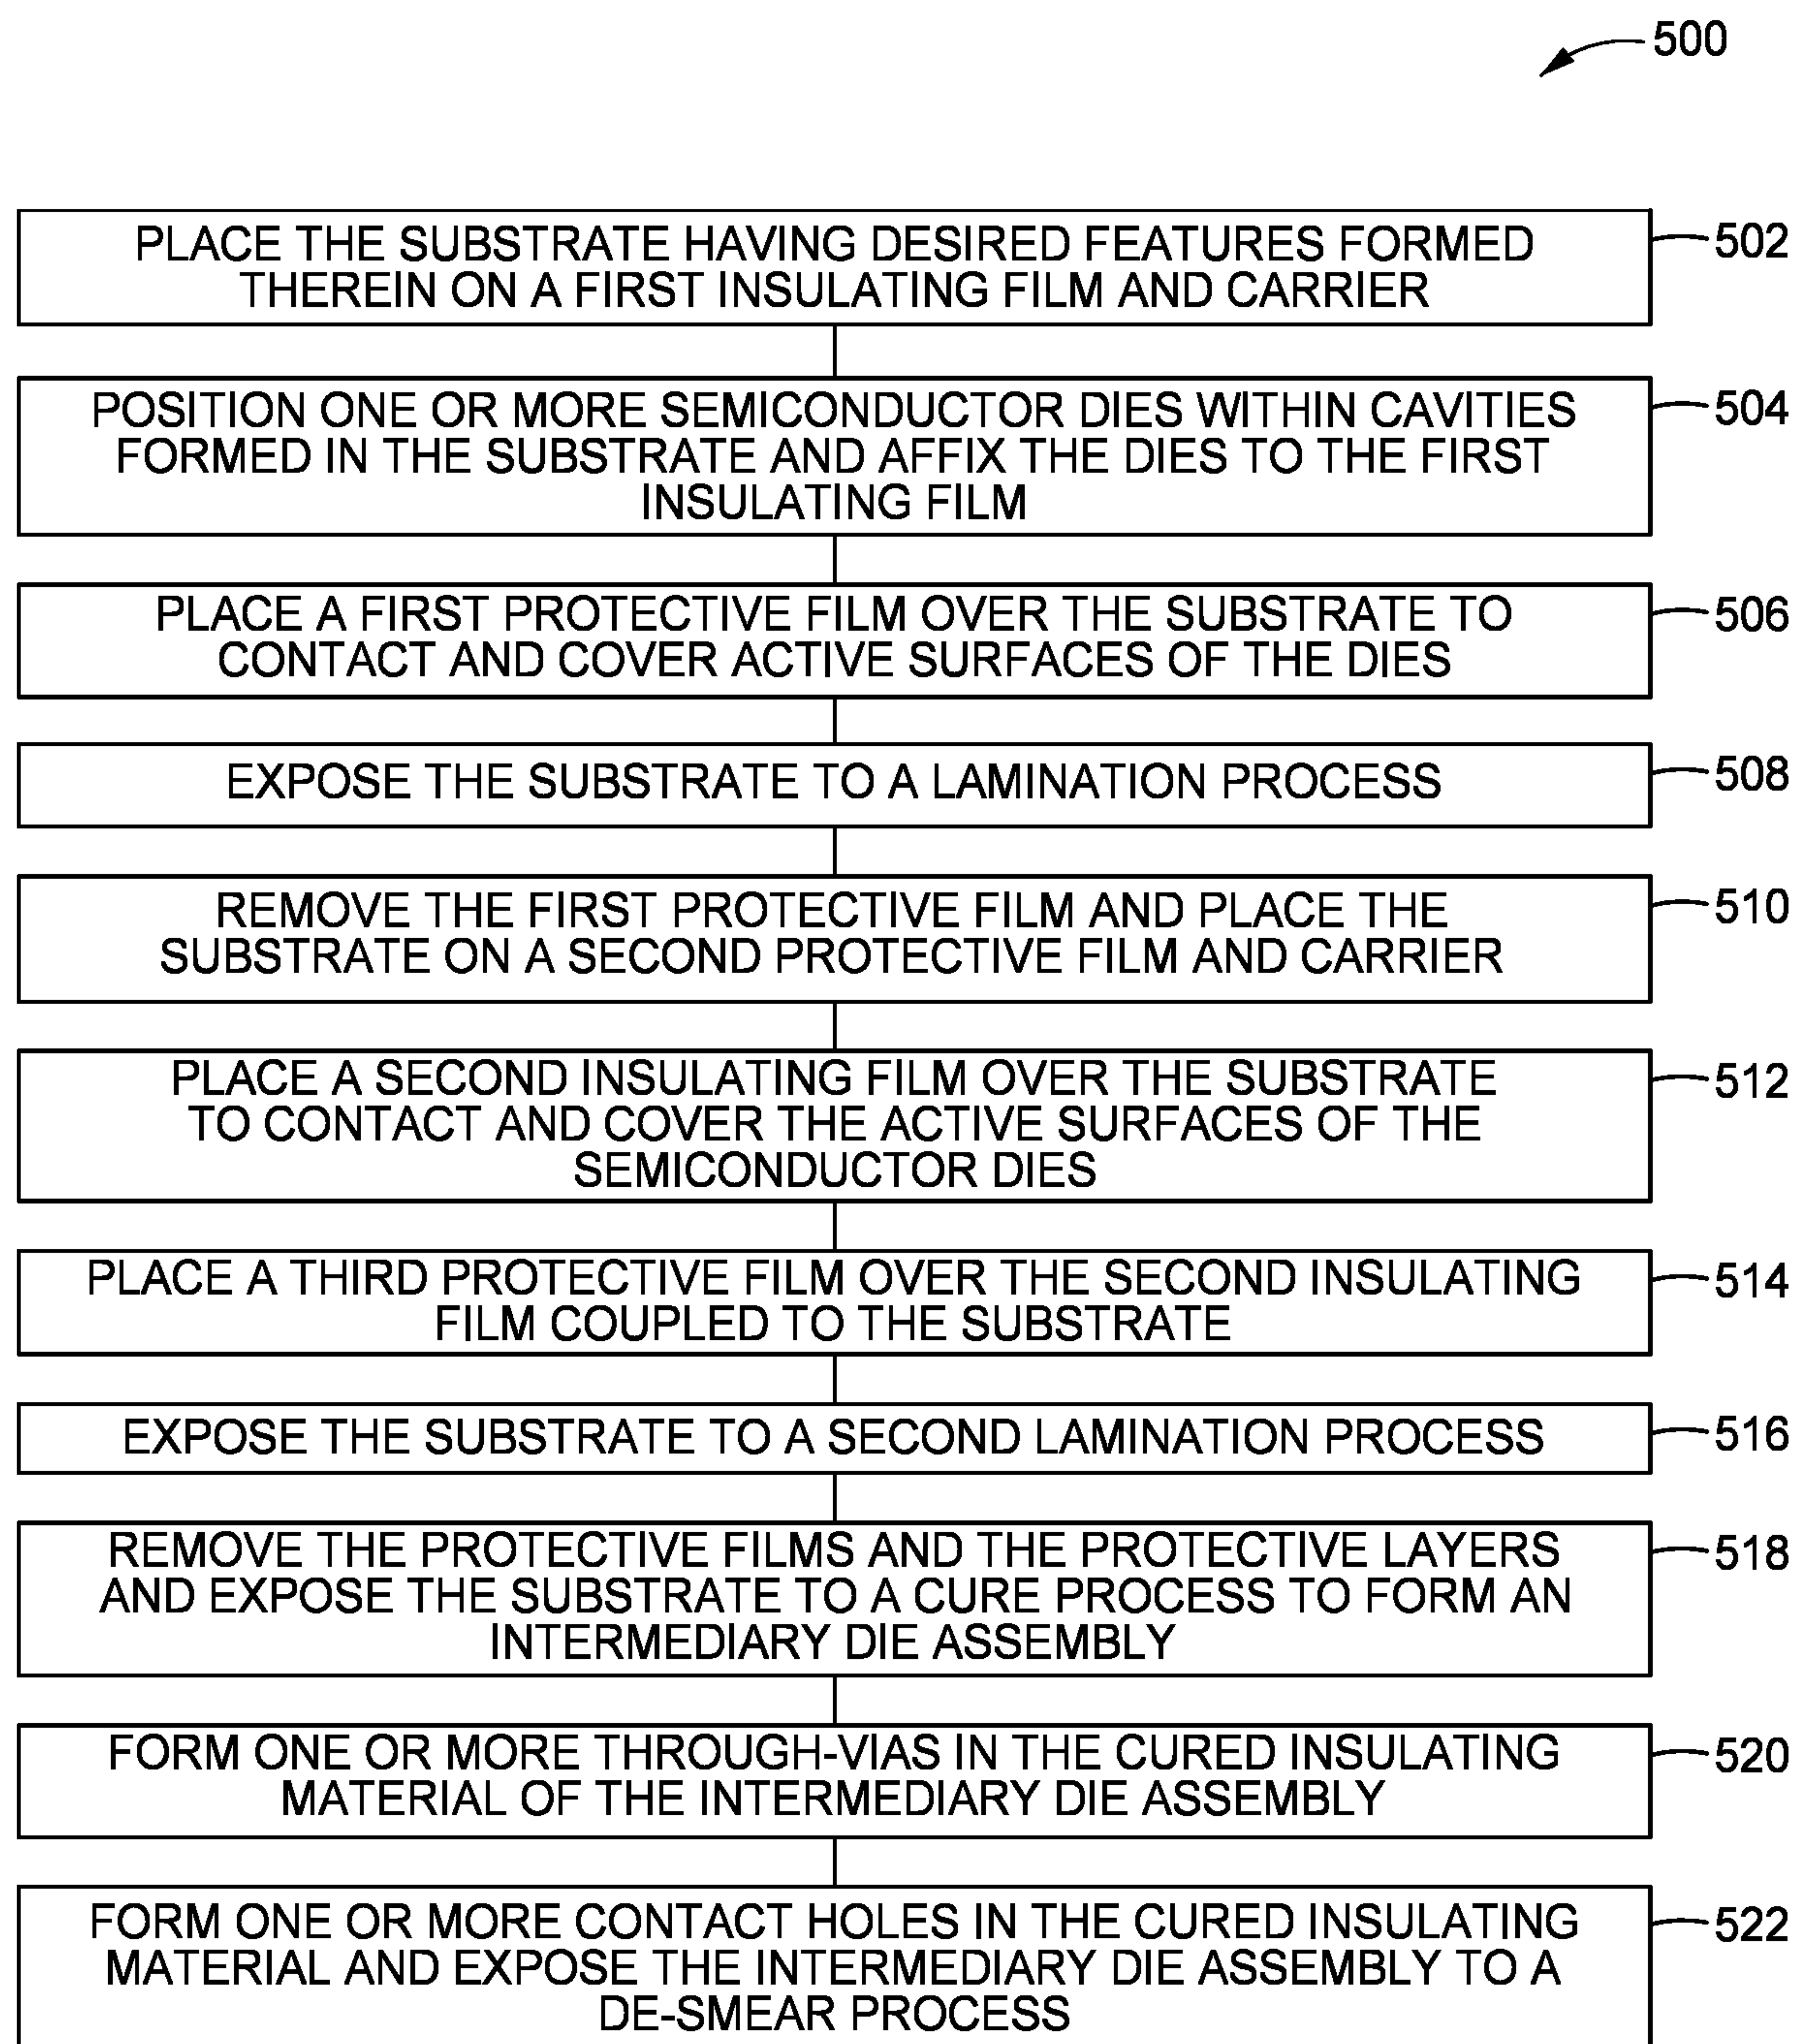 500
PLACE THE SUBSTRATE HAVING DESIRED FEATURES FORMED
THEREIN ON A FIRST INSULATING FILM AND CARRIER
502
POSITION ONE OR MORE SEMICONDUCTOR DIES WITHIN CAVITIES
FORMED IN THE SUBSTRATE AND AFFIX THE DIES TO THE FIRST
INSULATING FILM
504
PLACE A FIRST PROTECTIVE FILM OVER THE SUBSTRATE TO
CONTACT AND COVER ACTIVE SURFACES OF THE DIES
506
EXPOSE THE SUBSTRATE TO A LAMINATION PROCESS
508
REMOVE THE FIRST PROTECTIVE FILM AND PLACE THE
SUBSTRATE ON A SECOND PROTECTIVE FILM AND CARRIER
510
PLACE A SECOND INSULATING FILM OVER THE SUBSTRATE
TO CONTACT AND COVER THE ACTIVE SURFACES OF THE
SEMICONDUCTOR DIES
512
PLACE A THIRD PROTECTIVE FILM OVER THE SECOND INSULATING
FILM COUPLED TO THE SUBSTRATE
514
EXPOSE THE SUBSTRATE TO A SECOND LAMINATION PROCESS
516
REMOVE THE PROTECTIVE FILMS AND THE PROTECTIVE LAYERS
AND EXPOSE THE SUBSTRATE TO A CURE PROCESS TO FORM AN
INTERMEDIARY DIE ASSEMBLY
518
FORM ONE OR MORE THROUGH-VIAS IN THE CURED INSULATING
MATERIAL OF THE INTERMEDIARY DIE ASSEMBLY
520
FORM ONE OR MORE CONTACT HOLES IN THE CURED INSULATING
MATERIAL AND EXPOSE THE INTERMEDIARY DIE ASSEMBLY TO A
DE-SMEAR PROCESS
522